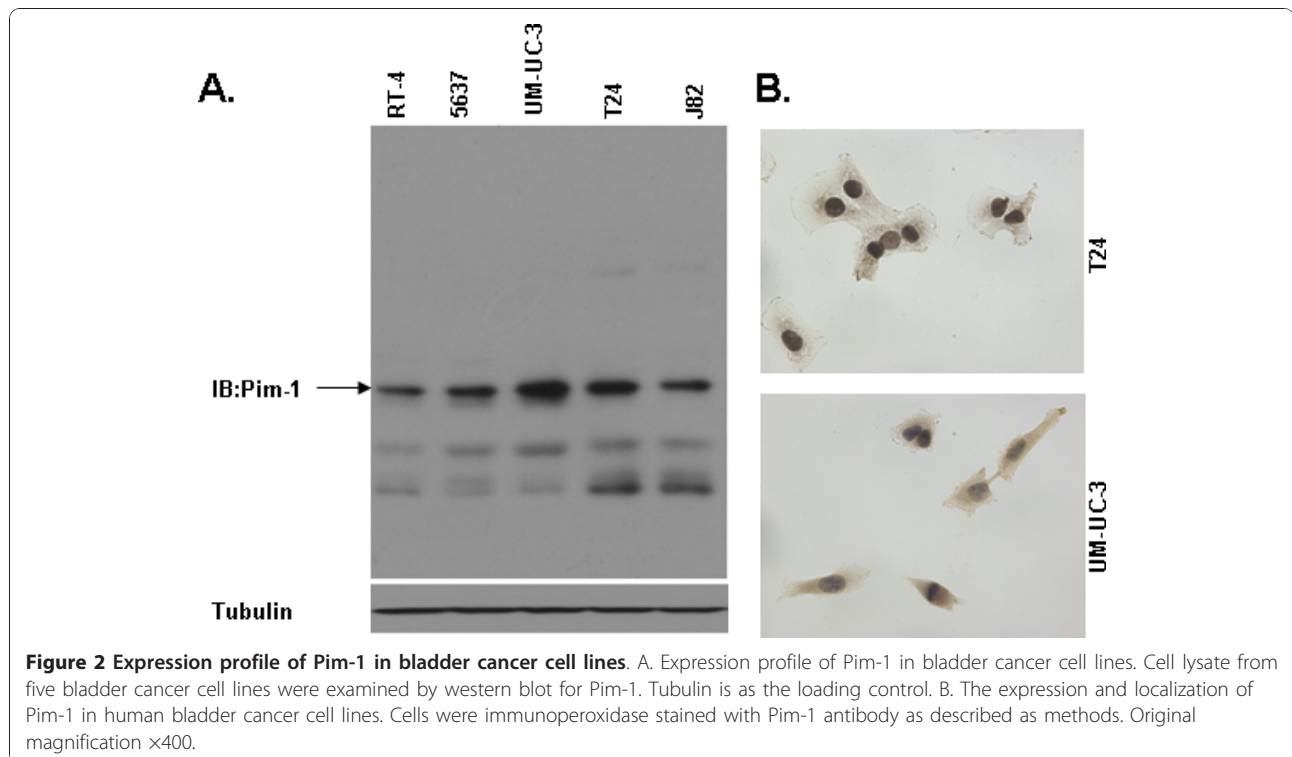 A.
B.
RT-4
5637
UM-UC-3
T24
J82
IB:Pim-1
Tubulin
T24
UM-UC-3
Figure 2 Expression profile of Pim-1 in bladder cancer cell lines. A. Expression profile of Pim-1 in bladder cancer cell lines. Cell lysate from
five bladder cancer cell lines were examined by western blot for Pim-1. Tubulin is as the loading control. B. The expression and localization of
Pim-1 in human bladder cancer cell lines. Cells were immunoperoxidase stained with Pim-1 antibody as described as methods. Original
magnification ×400.